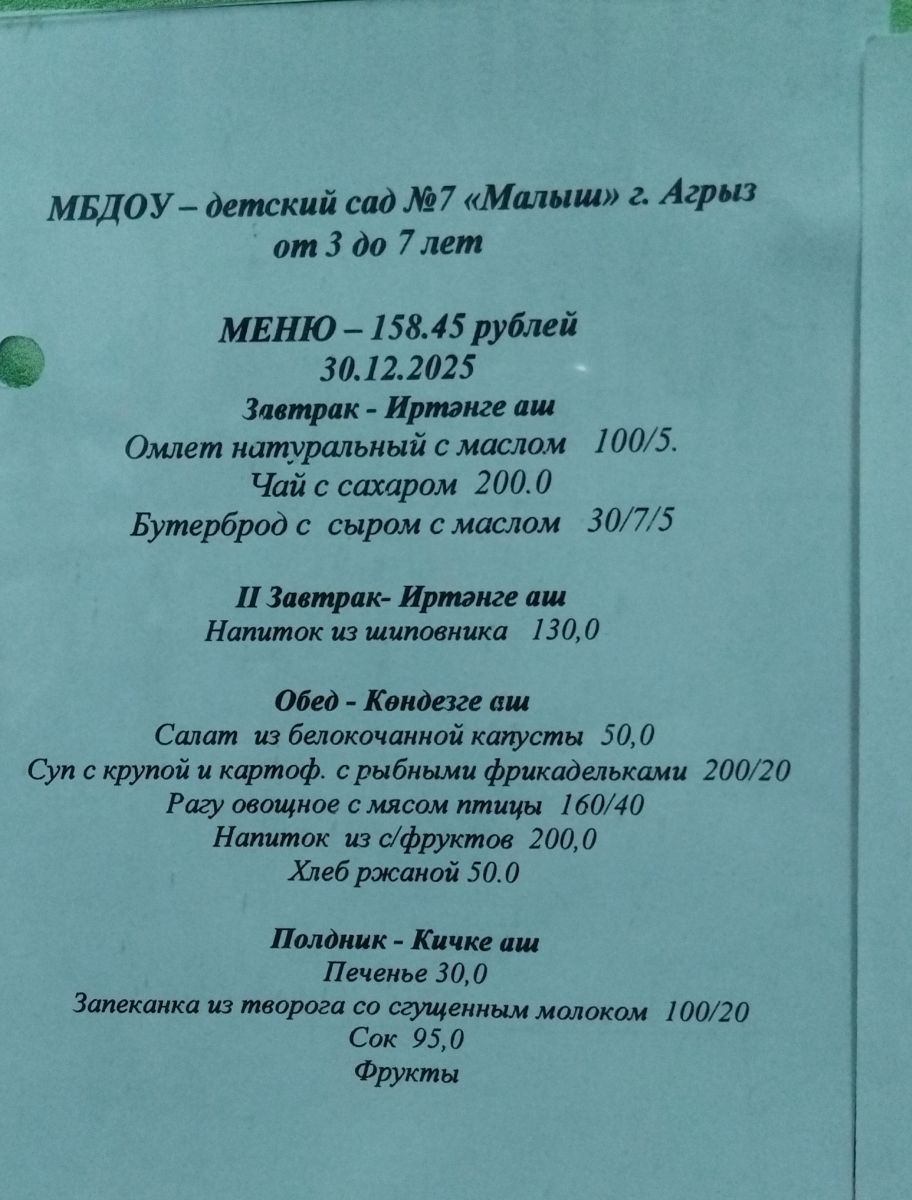 МБДОУ – детский сад №7 «Малыш» г. Агрыз
от 3 до 7 лет
МЕНЮ – 158.45 рублей
30.12.2025
Завтрак - Иртәнге аш
Омлет натуральный с маслом 100/5.
Чай с сахаром 200.0
Бутерброд с сыром с маслом 30/7/5
II Завтрак- Иртәнге аш
Напиток из шиповника 130,0
Обед - Көндезге аш
Салат из белокочанной капусты 50,0
Суп с крупой и картоф. с рыбными фрикадельками 200/20
Рагу овощное с мясом птицы 160/40
Напиток из с/фруктов 200,0
Хлеб ржаной 50.0
Полдник - Кичке аш
Печенье 30,0
Запеканка из творога со сгущенным молоком 100/20
Сок 95,0
Фрукты